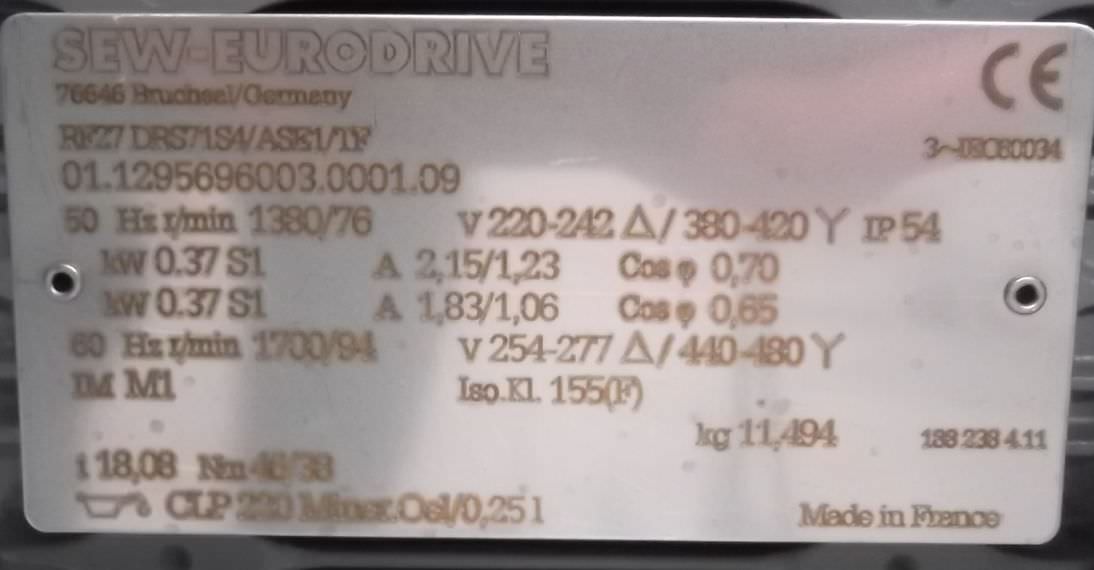 SEW-EURODRIVE
CE
76646 Bruchsal/Germany
RF27 DRS71S4/ASE1/TF
3~IEC60034
01.1295696003.0001.09
50 Hz r/min 1380/76 V 220-242 Δ/380-420 Y IP 54
kW 0.37 S1 A 2,15/1,23 Cos φ 0,70
kW 0.37 S1 A 1,83/1,06 Cos φ 0,65
60 Hz r/min 1700/94 V 254-277 Δ/440-480 Y
IM M1 Iso.Kl. 155(F)
kg 11,494 188 238 4.11
i 18,08 Nm 46/38
CLP 220 Miner.Oel/0,25 l
Made in France